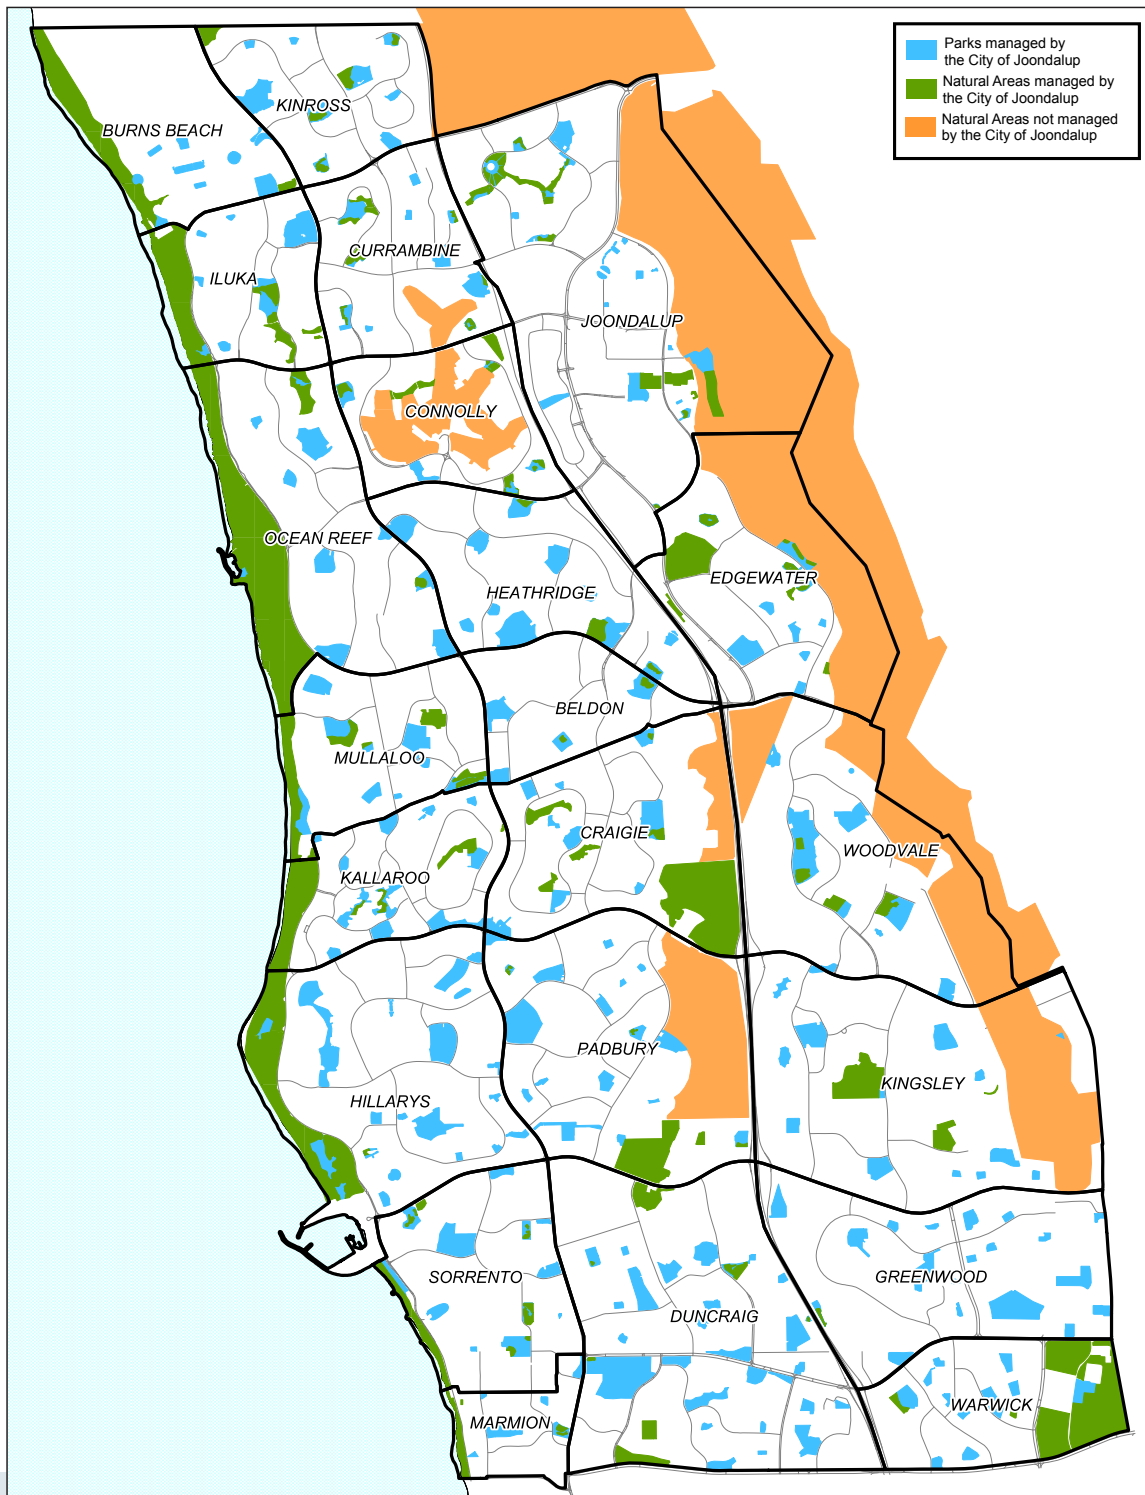 Parks managed by
the City of Joondalup
Natural Areas managed by
the City of Joondalup
Natural Areas not managed
by the City of Joondalup
KINROSS
BURNS BEACH
CURRAMBINE
ILUKA
JOONDALUP
CONNOLLY
OCEAN REEF
EDGEWATER
HEATHRIDGE
BELDON
MULLALOO
CRAIGIE
WOODVALE
KALLAROO
PADBURY
KINGSLEY
HILLARYS
SORRENTO
GREENWOOD
DUNCRAIG
WARWICK
MARMION